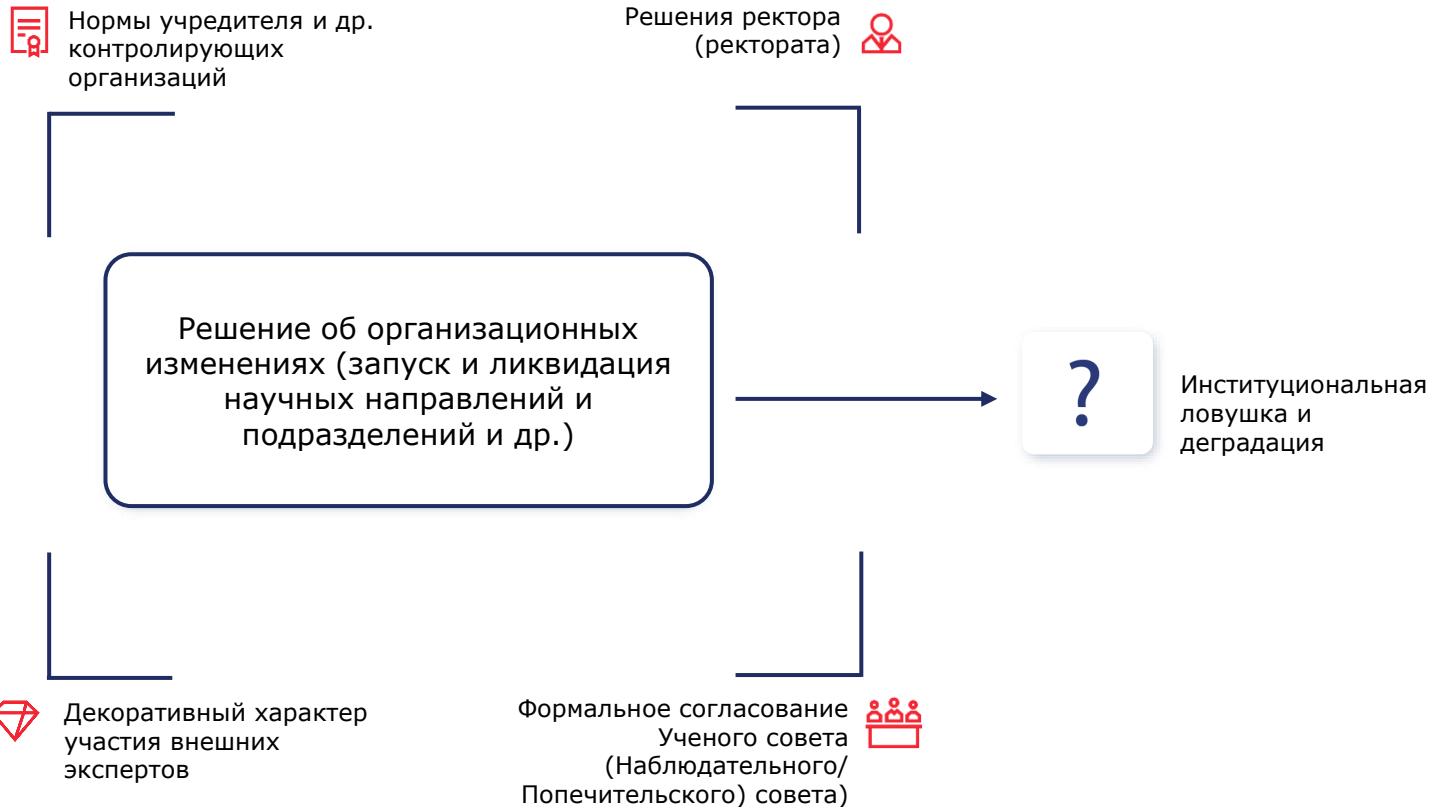 Нормы учредителя и др.
контролирующих
организаций
Решения ректора
(ректората)
Решение об организационных
изменениях (запуск и ликвидация
научных направлений и
подразделений и др.)
?
Институциональная
ловушка и
деградация
Декоративный характер
участия внешних
экспертов
Формальное согласование
Ученого совета
(Наблюдательного/
Попечительского) совета)